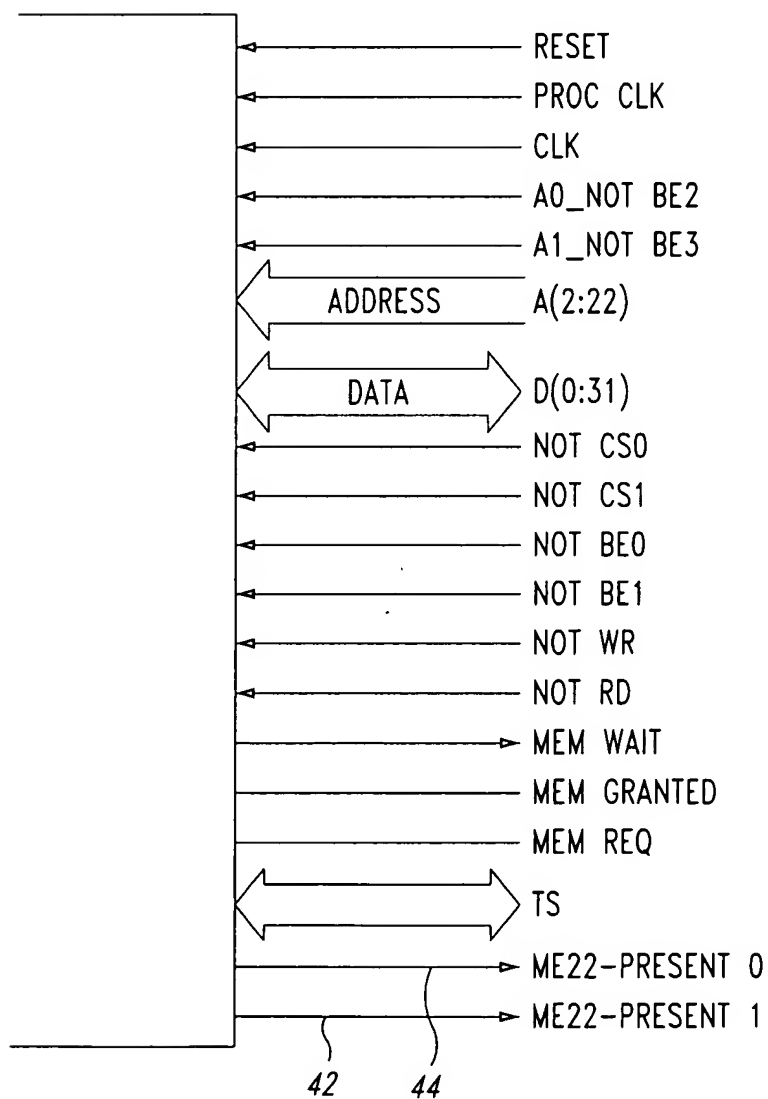 RESET
PROC CLK
CLK
A0_NOT BE2
A1_NOT BE3
ADDRESS A(2:22)
DATA D(0:31)
NOT CS0
NOT CS1
NOT BE0
NOT BE1
NOT WR
NOT RD
MEM WAIT
MEM GRANTED
MEM REQ
TS
ME22-PRESENT 0
ME22-PRESENT 1
42 44